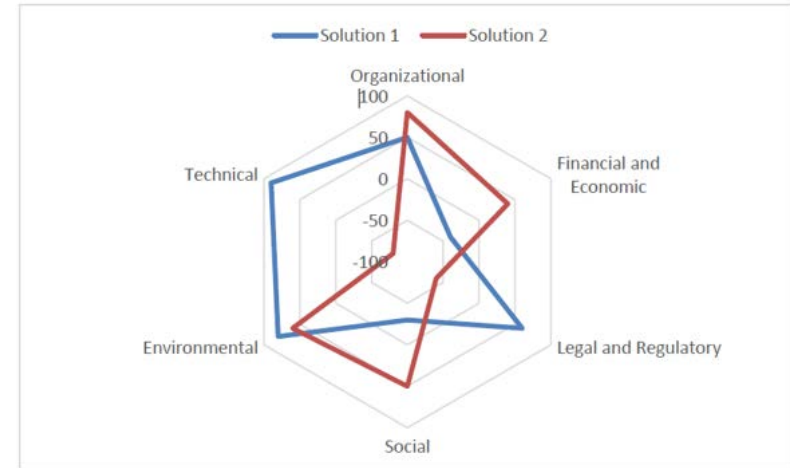 Solution 1
Solution 2
Organizational
100
50
0
-50
-100
Financial and
Economic
Technical
Environmental
Legal and Regulatory
Social